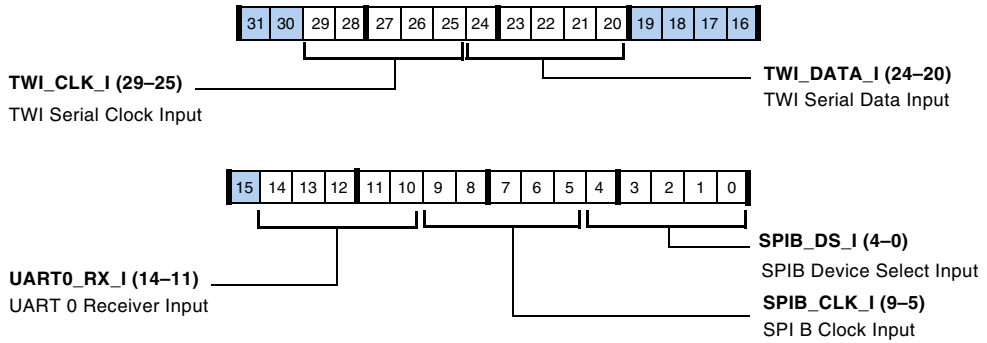 31 30 29 28 27 26 25 24 23 22 21 20 19 18 17 16
TWI_CLK_I (29–25)
TWI Serial Clock Input
TWI_DATA_I (24–20)
TWI Serial Data Input
15 14 13 12 11 10 9 8 7 6 5 4 3 2 1 0
SPIB_DS_I (4–0)
SPIB Device Select Input
UART0_RX_I (14–11)
UART 0 Receiver Input
SPIB_CLK_I (9–5)
SPI B Clock Input